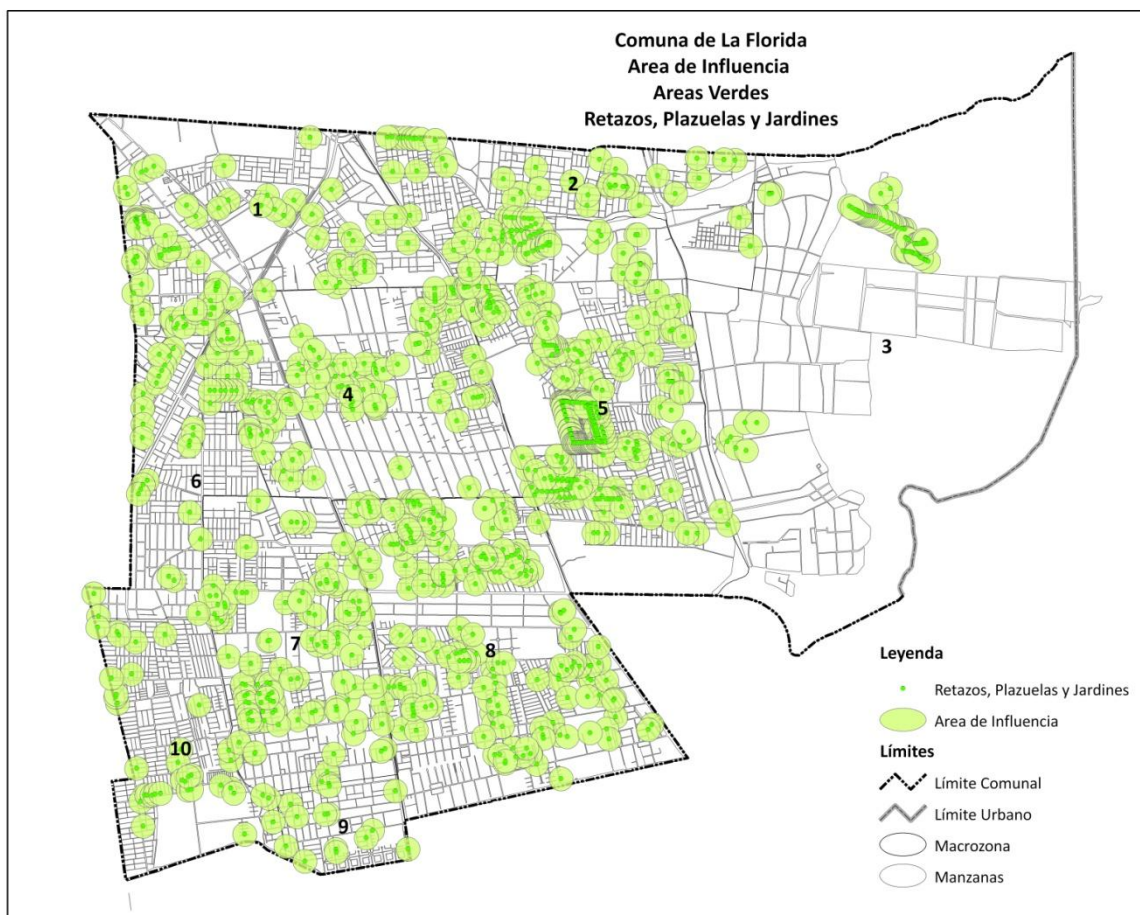 Comuna de La Florida
Area de Influencia
Areas Verdes
Retazos, Plazuelas y Jardines
2
1
3
4
5
6
7
8
10
9
Leyenda
Retazos, Plazuelas y Jardines
Area de Influencia
Límites
Límite Comunal
Límite Urbano
Macrozona
Manzanas